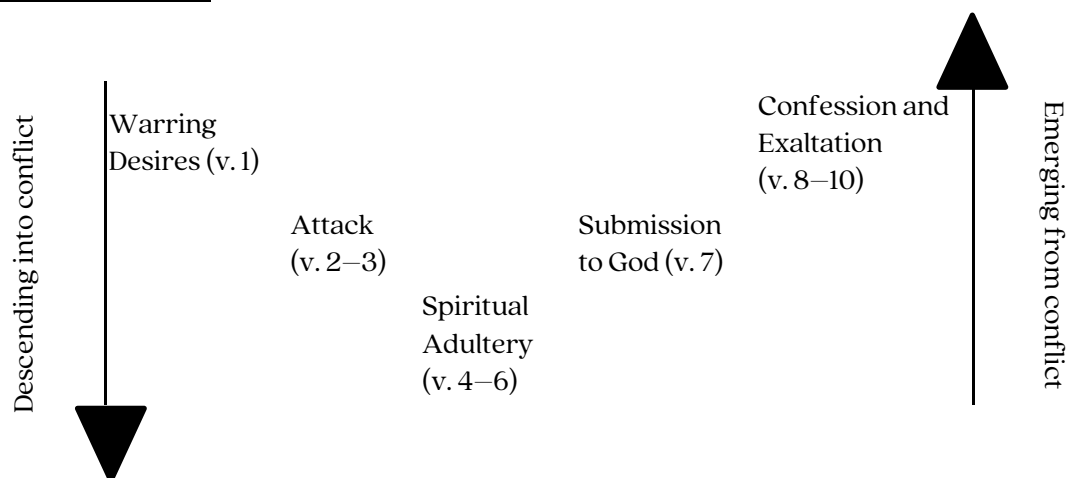 Descending into conflict
Warring
Desires (v. 1)
Attack
(v. 2–3)
Spiritual
Adultery
(v. 4–6)
Submission
to God (v. 7)
Confession and
Exaltation
(v. 8–10)
Emerging from conflict